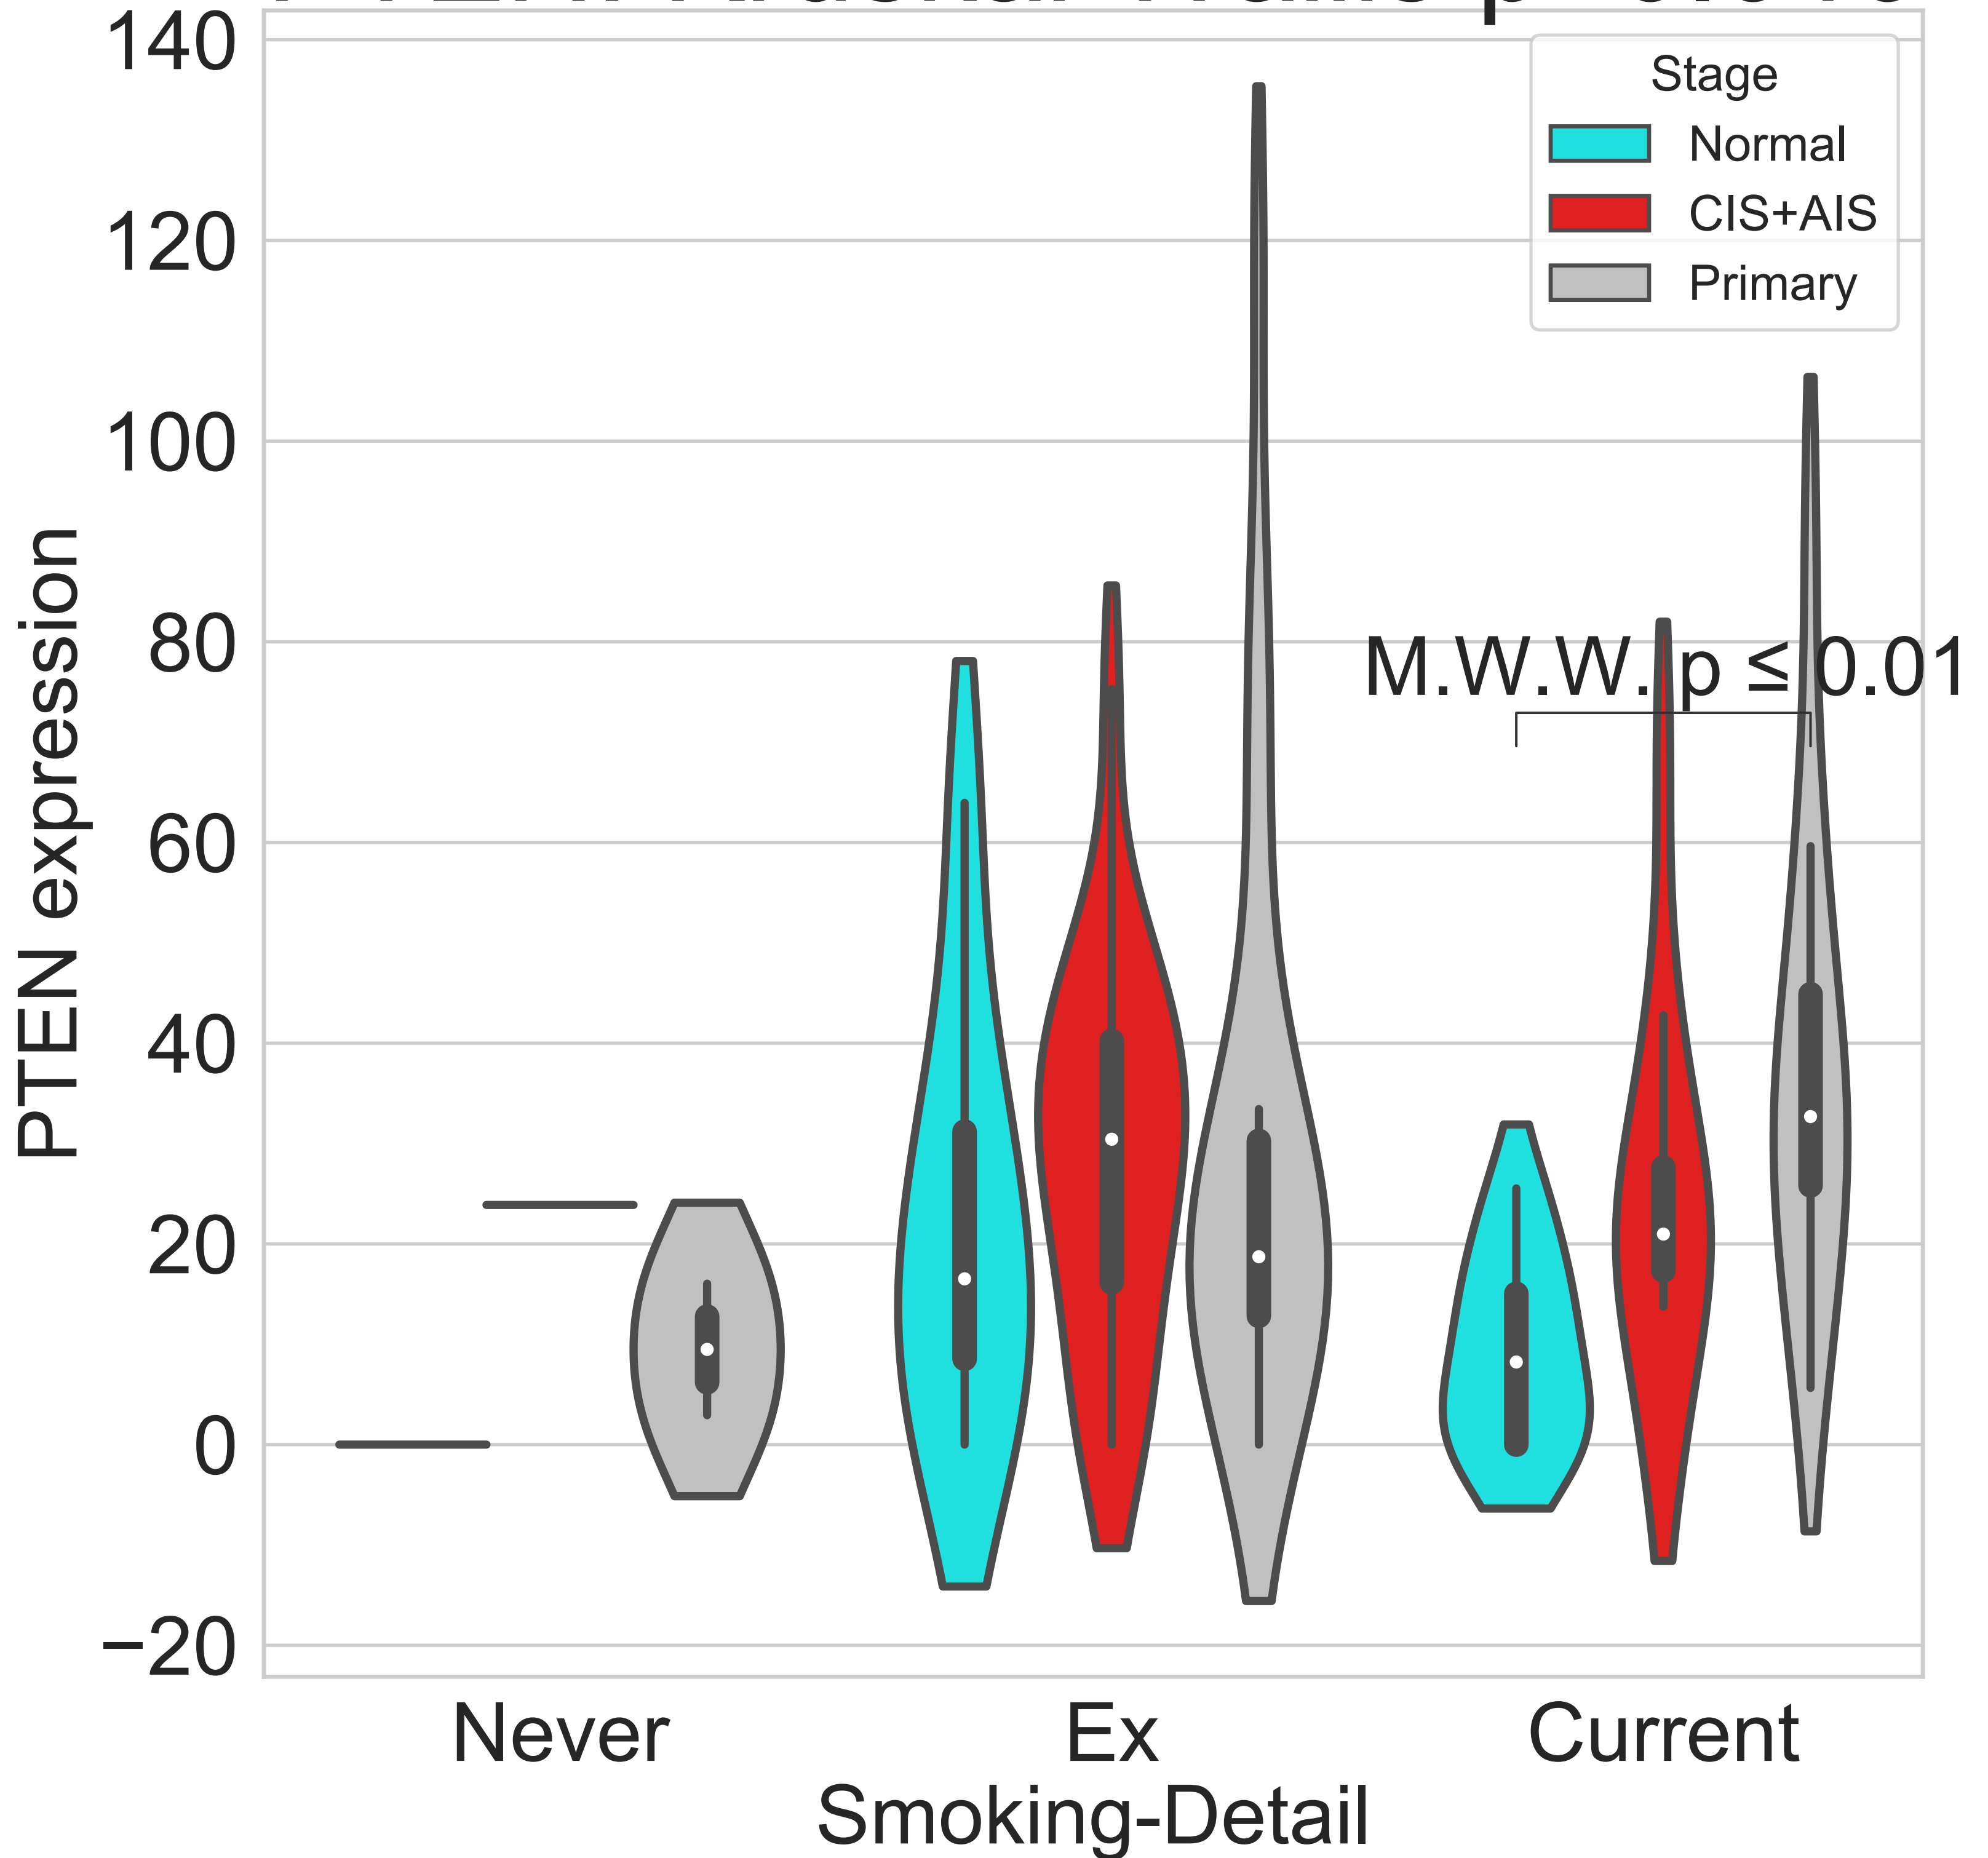 140
120
100
80
60
40
20
0
−20
PTEN expression
Stage
Normal
CIS+AIS
Primary
M.W.W. p ≤ 0.01
Never Ex Current
Smoking-Detail